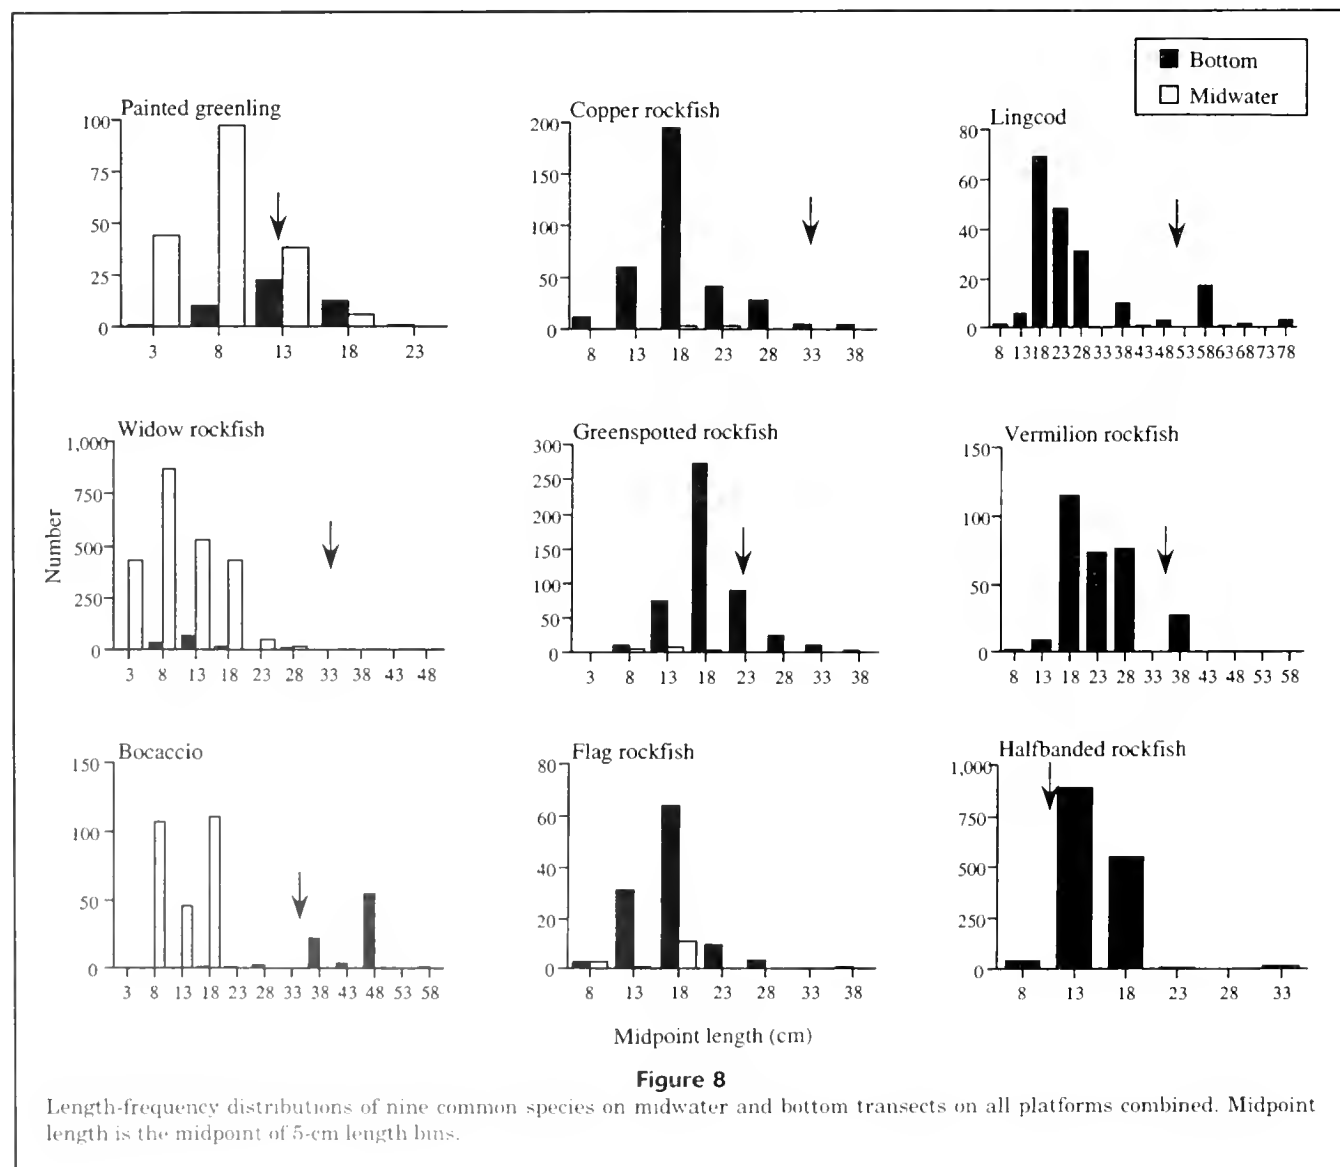 Bottom
Midwater
Painted greenling
100
75
50
25
0
3 8 13 18 23
Copper rockfish
200
150
100
50
0
8 13 18 23 28 33 38
Lingcod
80
60
40
20
0
8 13 18 23 28 33 38 43 48 53 58 63 68 73 78
Number
Widow rockfish
1,000
750
500
250
0
3 8 13 18 23 28 33 38 43 48
Greenspotted rockfish
300
250
200
150
100
50
0
3 8 13 18 23 28 33 38
Vermilion rockfish
150
100
50
0
8 13 18 23 28 33 38 43 48 53 58
Bocaccio
150
100
50
0
3 8 13 18 23 28 33 38 43 48 53 58
Flag rockfish
80
60
40
20
0
8 13 18 23 28 33 38
Halfbanded rockfish
1,000
750
500
250
0
8 13 18 23 28 33
Midpoint length (cm)
Figure 8
Length-frequency distributions of nine common species on midwater and bottom transects on all platforms combined. Midpoint
length is the midpoint of 5-cm length bins.